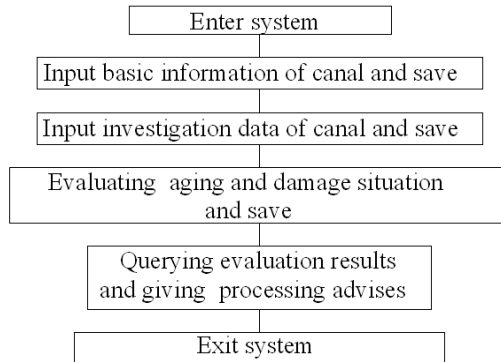 Enter system
Input basic information of canal and save
Input investigation data of canal and save
Evaluating aging and damage situation
and save
Querying evaluation results
and giving processing advises
Exit system